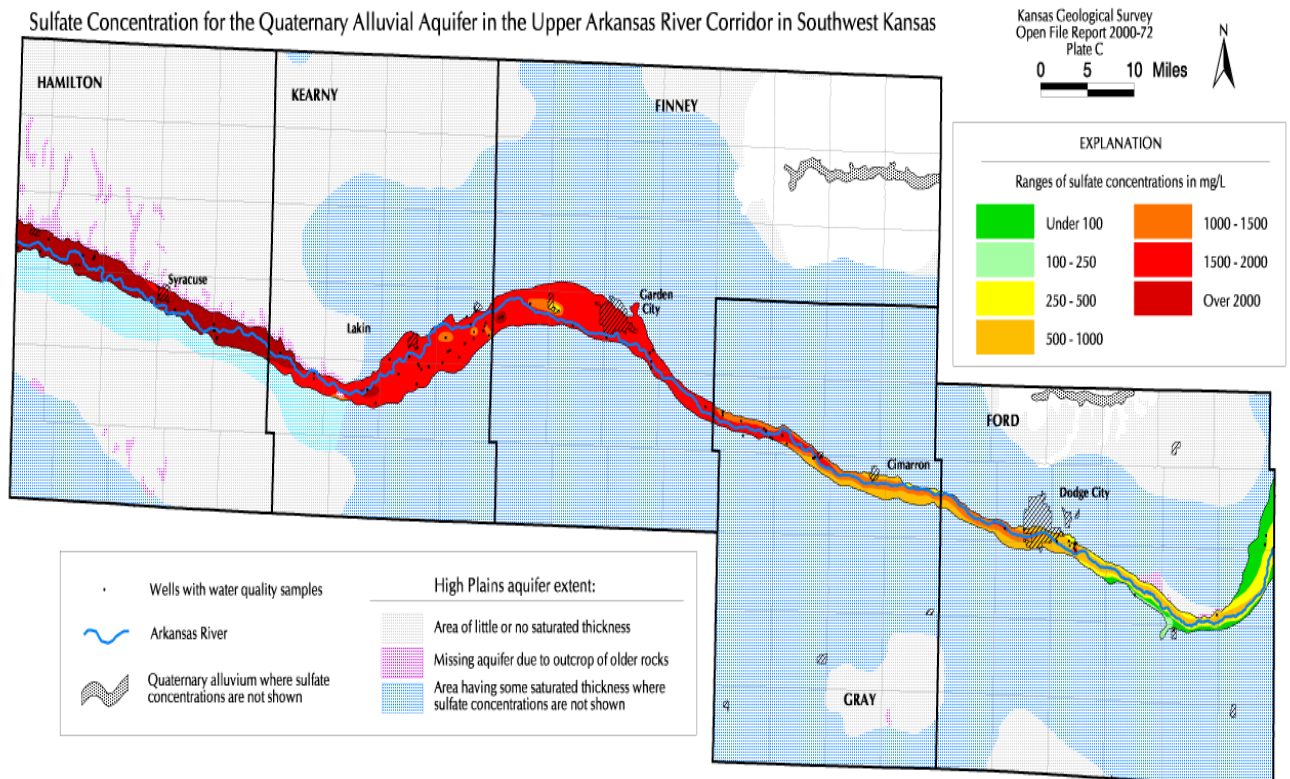 Sulfate Concentration for the Quaternary Alluvial Aquifer in the Upper Arkansas River Corridor in Southwest Kansas
Kansas Geological Survey
Open File Report 2000-72
Plate C
0 5 10 Miles
N
HAMILTON
KEARNY
FINNEY
EXPLANATION
Ranges of sulfate concentrations in mg/L
Under 100
1000 - 1500
100 - 250
1500 - 2000
250 - 500
Over 2000
500 - 1000
Syracuse
Lakin
Garden
City
FORD
Cimarron
Dodge City
GRAY
Wells with water quality samples
Arkansas River
Quaternary alluvium where sulfate
concentrations are not shown
High Plains aquifer extent:
Area of little or no saturated thickness
Missing aquifer due to outcrop of older rocks
Area having some saturated thickness where
sulfate concentrations are not shown